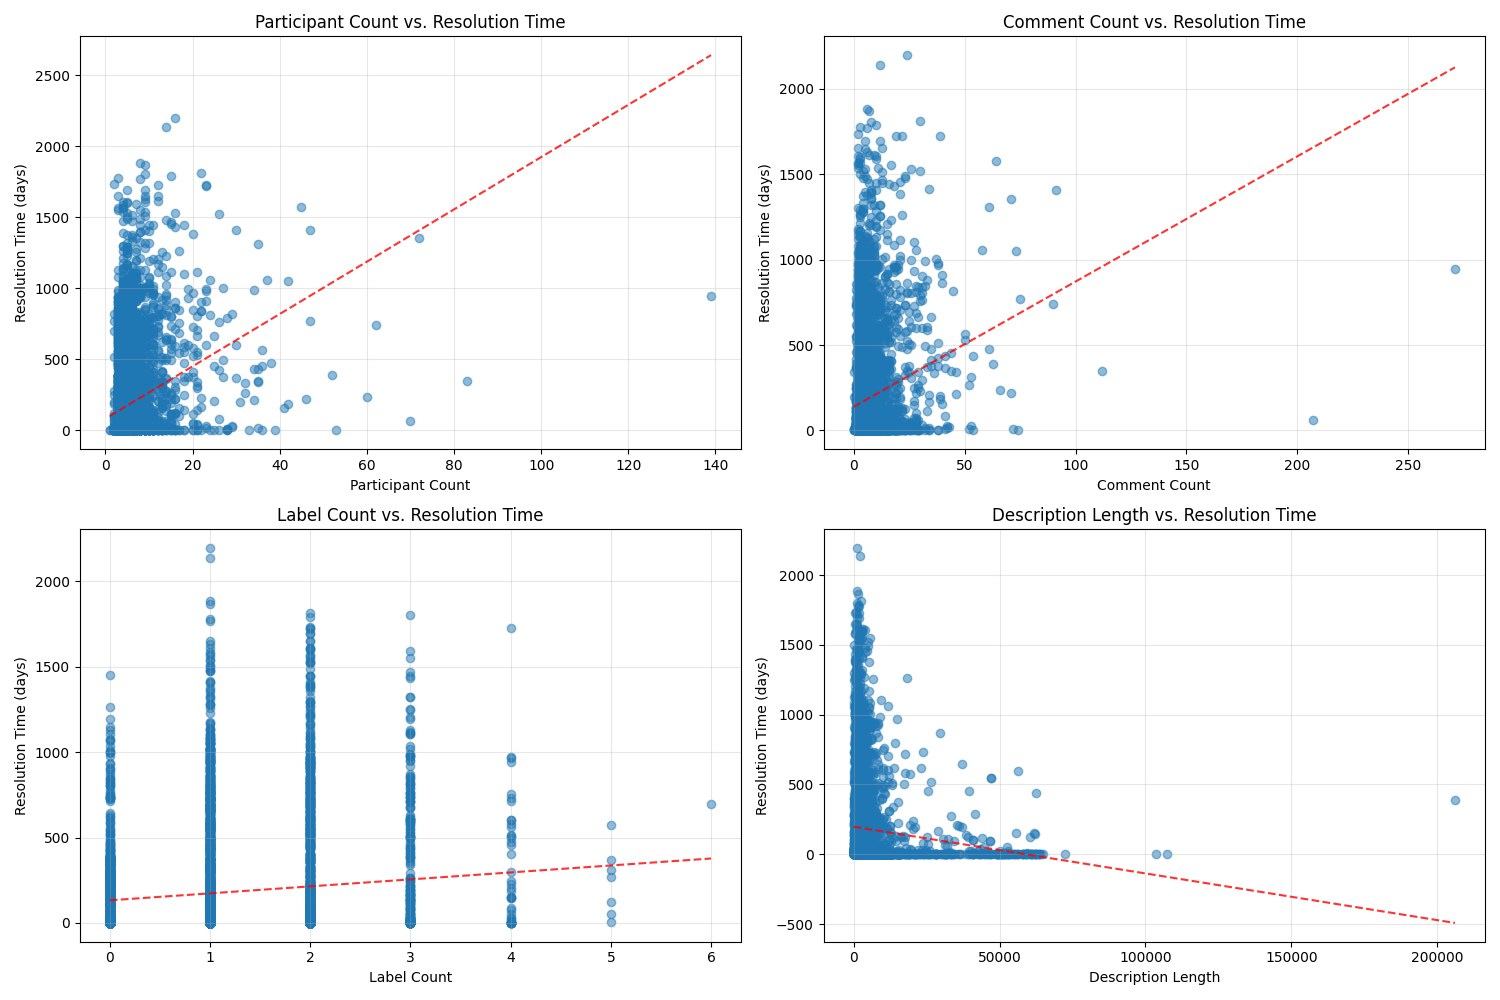 Participant Count vs. Resolution Time
Resolution Time (days)
2500
2000
1500
1000
500
0
0 20 40 60 80 100 120 140
Participant Count
Comment Count vs. Resolution Time
Resolution Time (days)
2000
1500
1000
500
0
0 50 100 150 200 250
Comment Count
Label Count vs. Resolution Time
Resolution Time (days)
2000
1500
1000
500
0
0 1 2 3 4 5 6
Label Count
Description Length vs. Resolution Time
Resolution Time (days)
2000
1500
1000
500
0
−500
0 50000 100000 150000 200000
Description Length